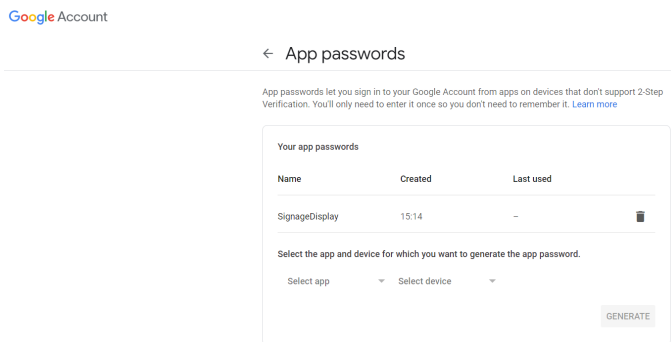 Google Account
← App passwords
App passwords let you sign in to your Google Account from apps on devices that don't support 2-Step
Verification. You'll only need to enter it once so you don't need to remember it. Learn more
Your app passwords
Name Created Last used
SignageDisplay 15:14 –
Select the app and device for which you want to generate the app password.
Select app Select device
GENERATE